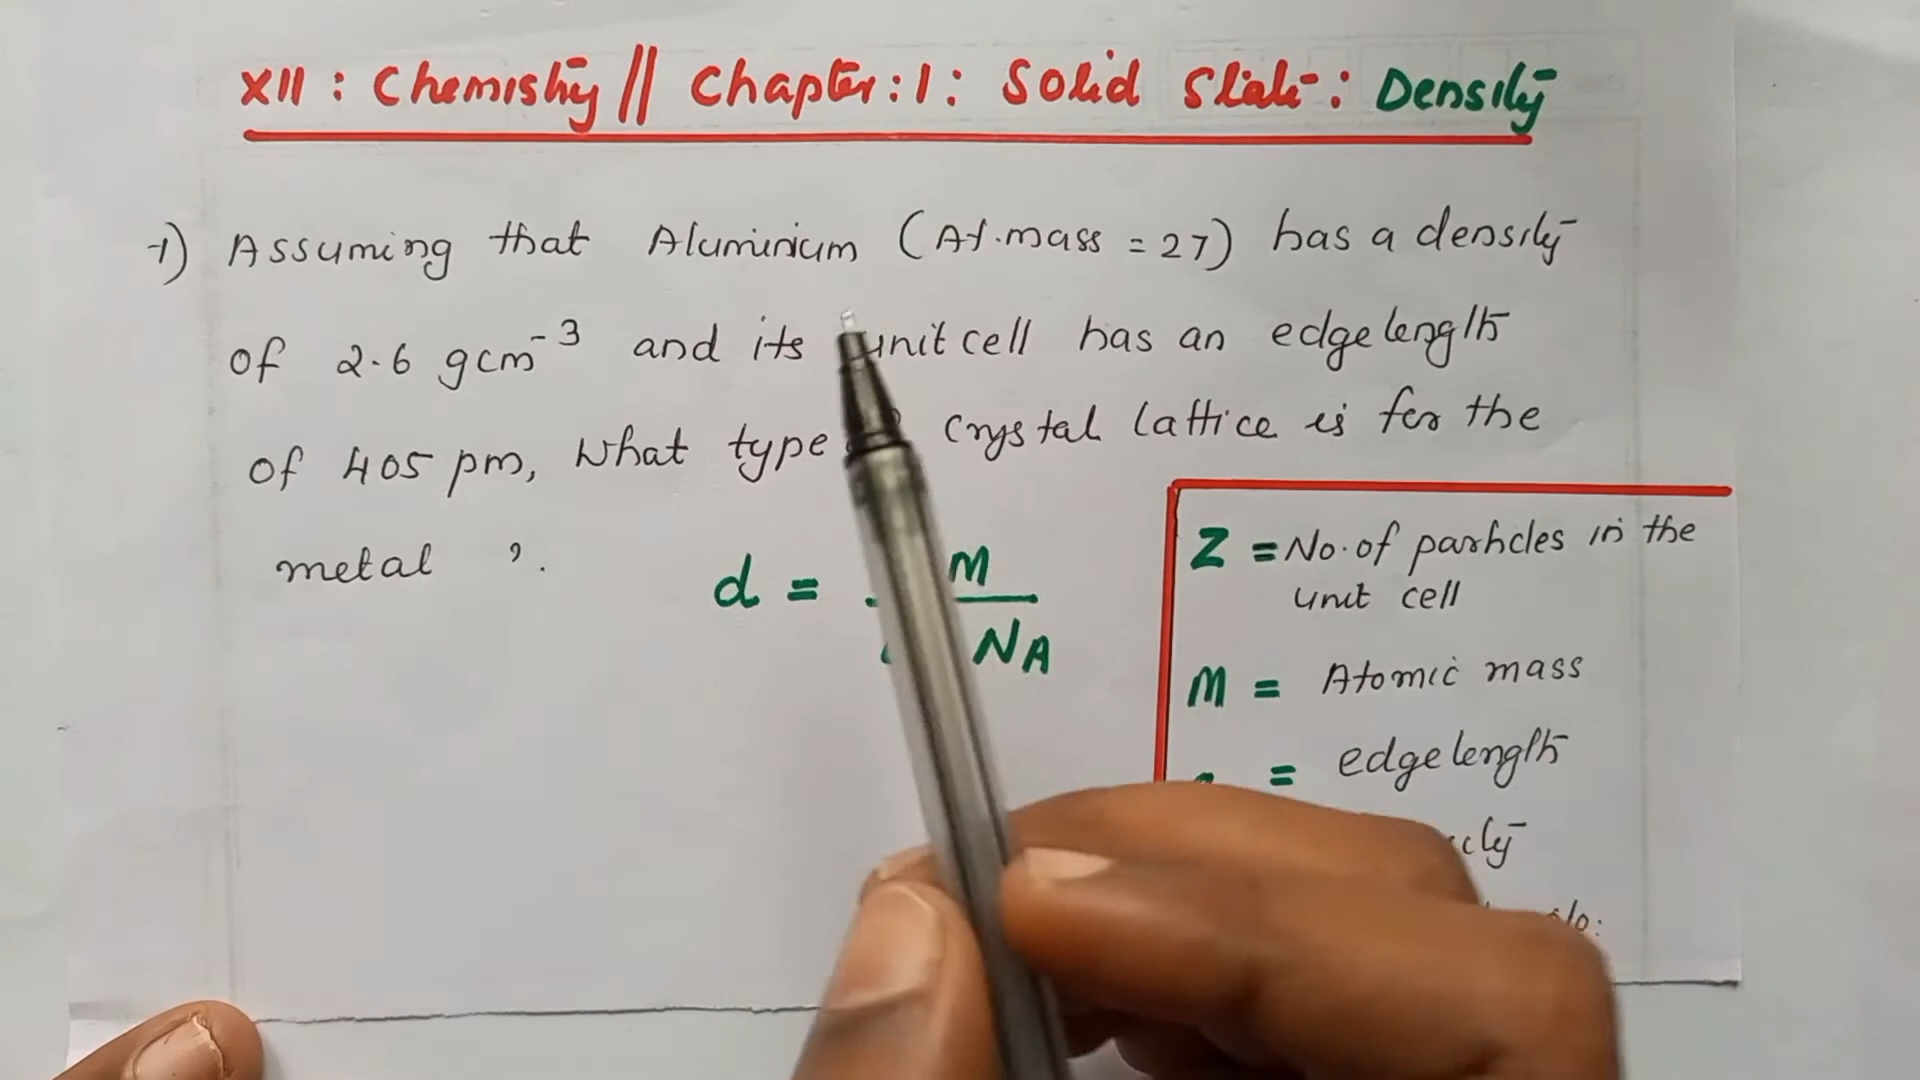 XII : Chemistry // Chapter : 1 : Solid State : Density
1) Assuming that Aluminium (At.mass = 27) has a density
of 2.6 gcm⁻³ and its unit cell has an edge length
of 405 pm, What type crystal lattice is for the
metal ?.
d = M
NA
Z = No. of particles in the
unit cell
M = Atomic mass
= edge length